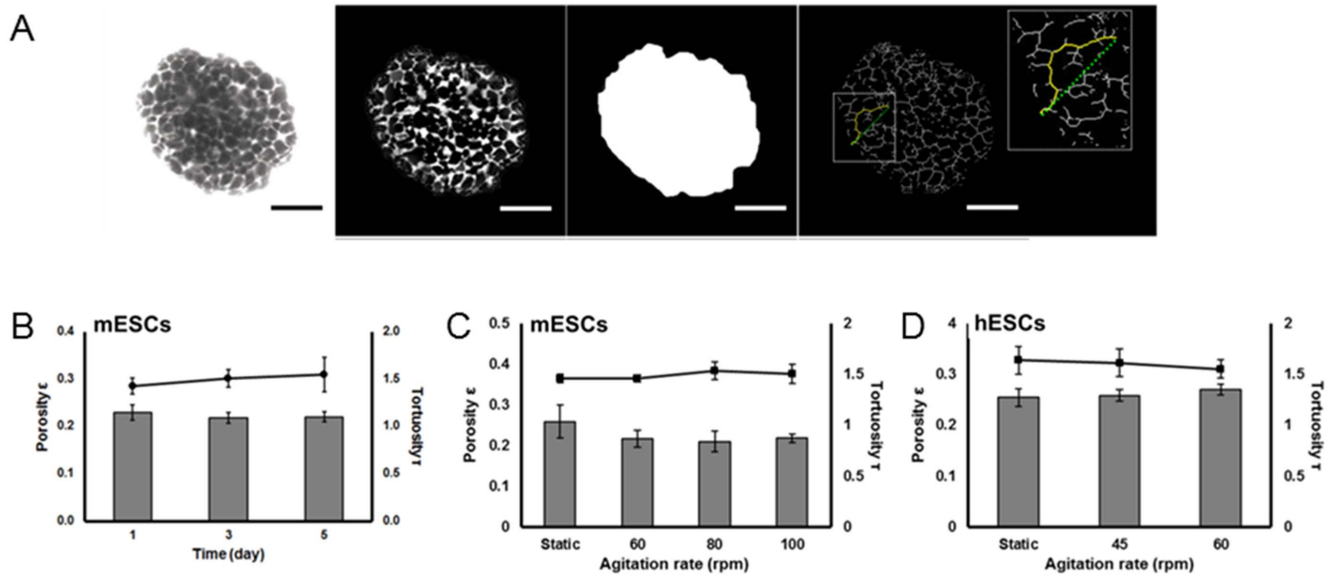 A
B
mESCs
0.4
0.3
0.2
0.1
0.0
Porosity ε
2.0
1.5
1.0
0.5
0.0
Tortuosity τ
1
3
5
Time (day)
C
mESCs
0.5
0.4
0.3
0.2
0.1
0
Porosity ε
2
1.5
1
0.5
0
Tortuosity τ
Static
60
80
100
Agitation rate (rpm)
D
hESCs
4
0.3
0.2
0.1
0
Porosity ε
2
1.5
1
0.5
0
Tortuosity τ
Static
45
60
Agitation rate (rpm)